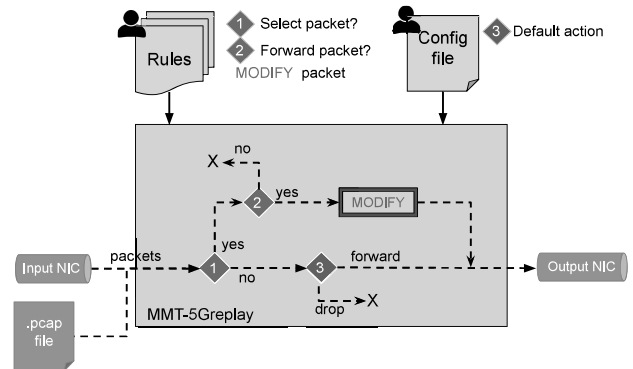 Rules
1 Select packet?
2 Forward packet?
MODIFY packet
Config
file
3 Default action
no
X
2
yes
MODIFY
yes
packets
Input NIC
1
no
3
forward
Output NIC
drop
X
.pcap
file
MMT-5Greplay